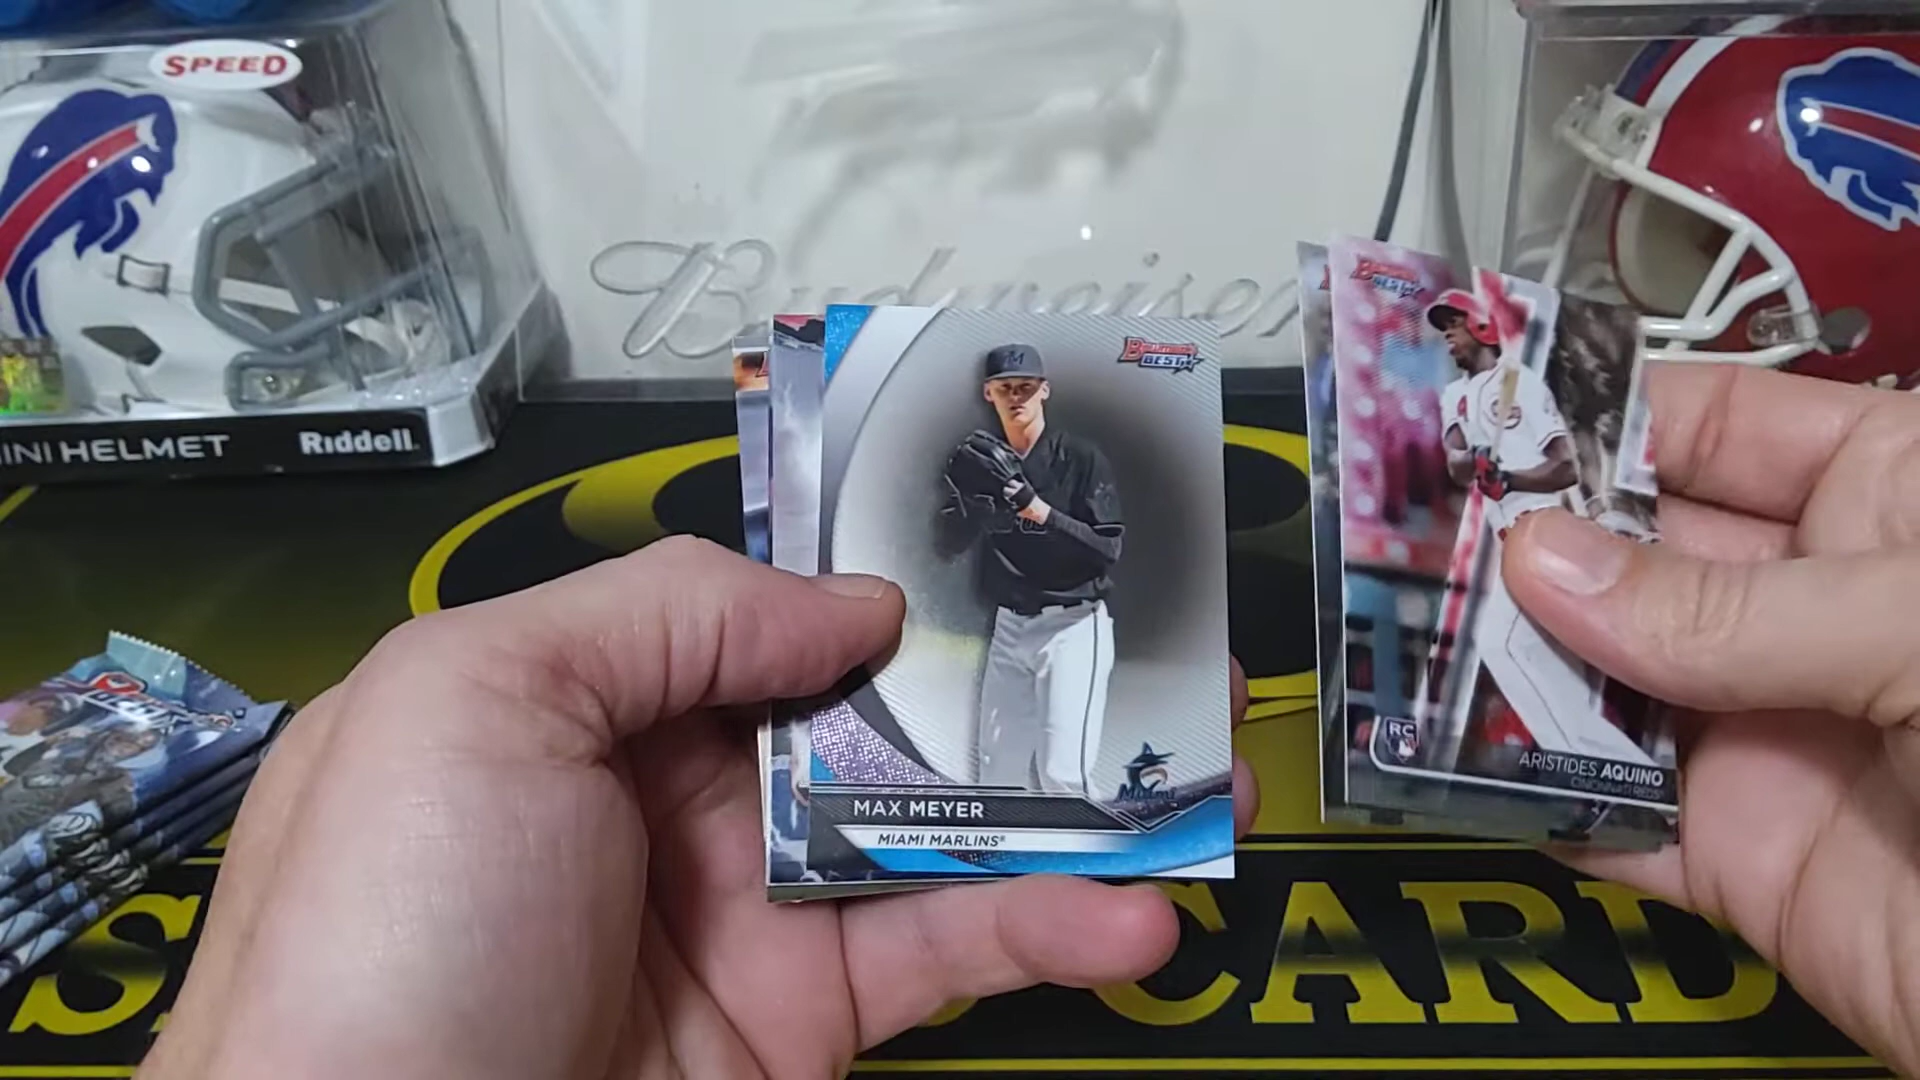 SPEED
MINI HELMET
Riddell
Budweiser
BOWMAN'S
BEST
BOWMAN'S
BEST
M
C
RC
ARISTIDES AQUINO
CINCINNATI REDS®
Miami
MAX MEYER
MIAMI MARLINS®
CARD